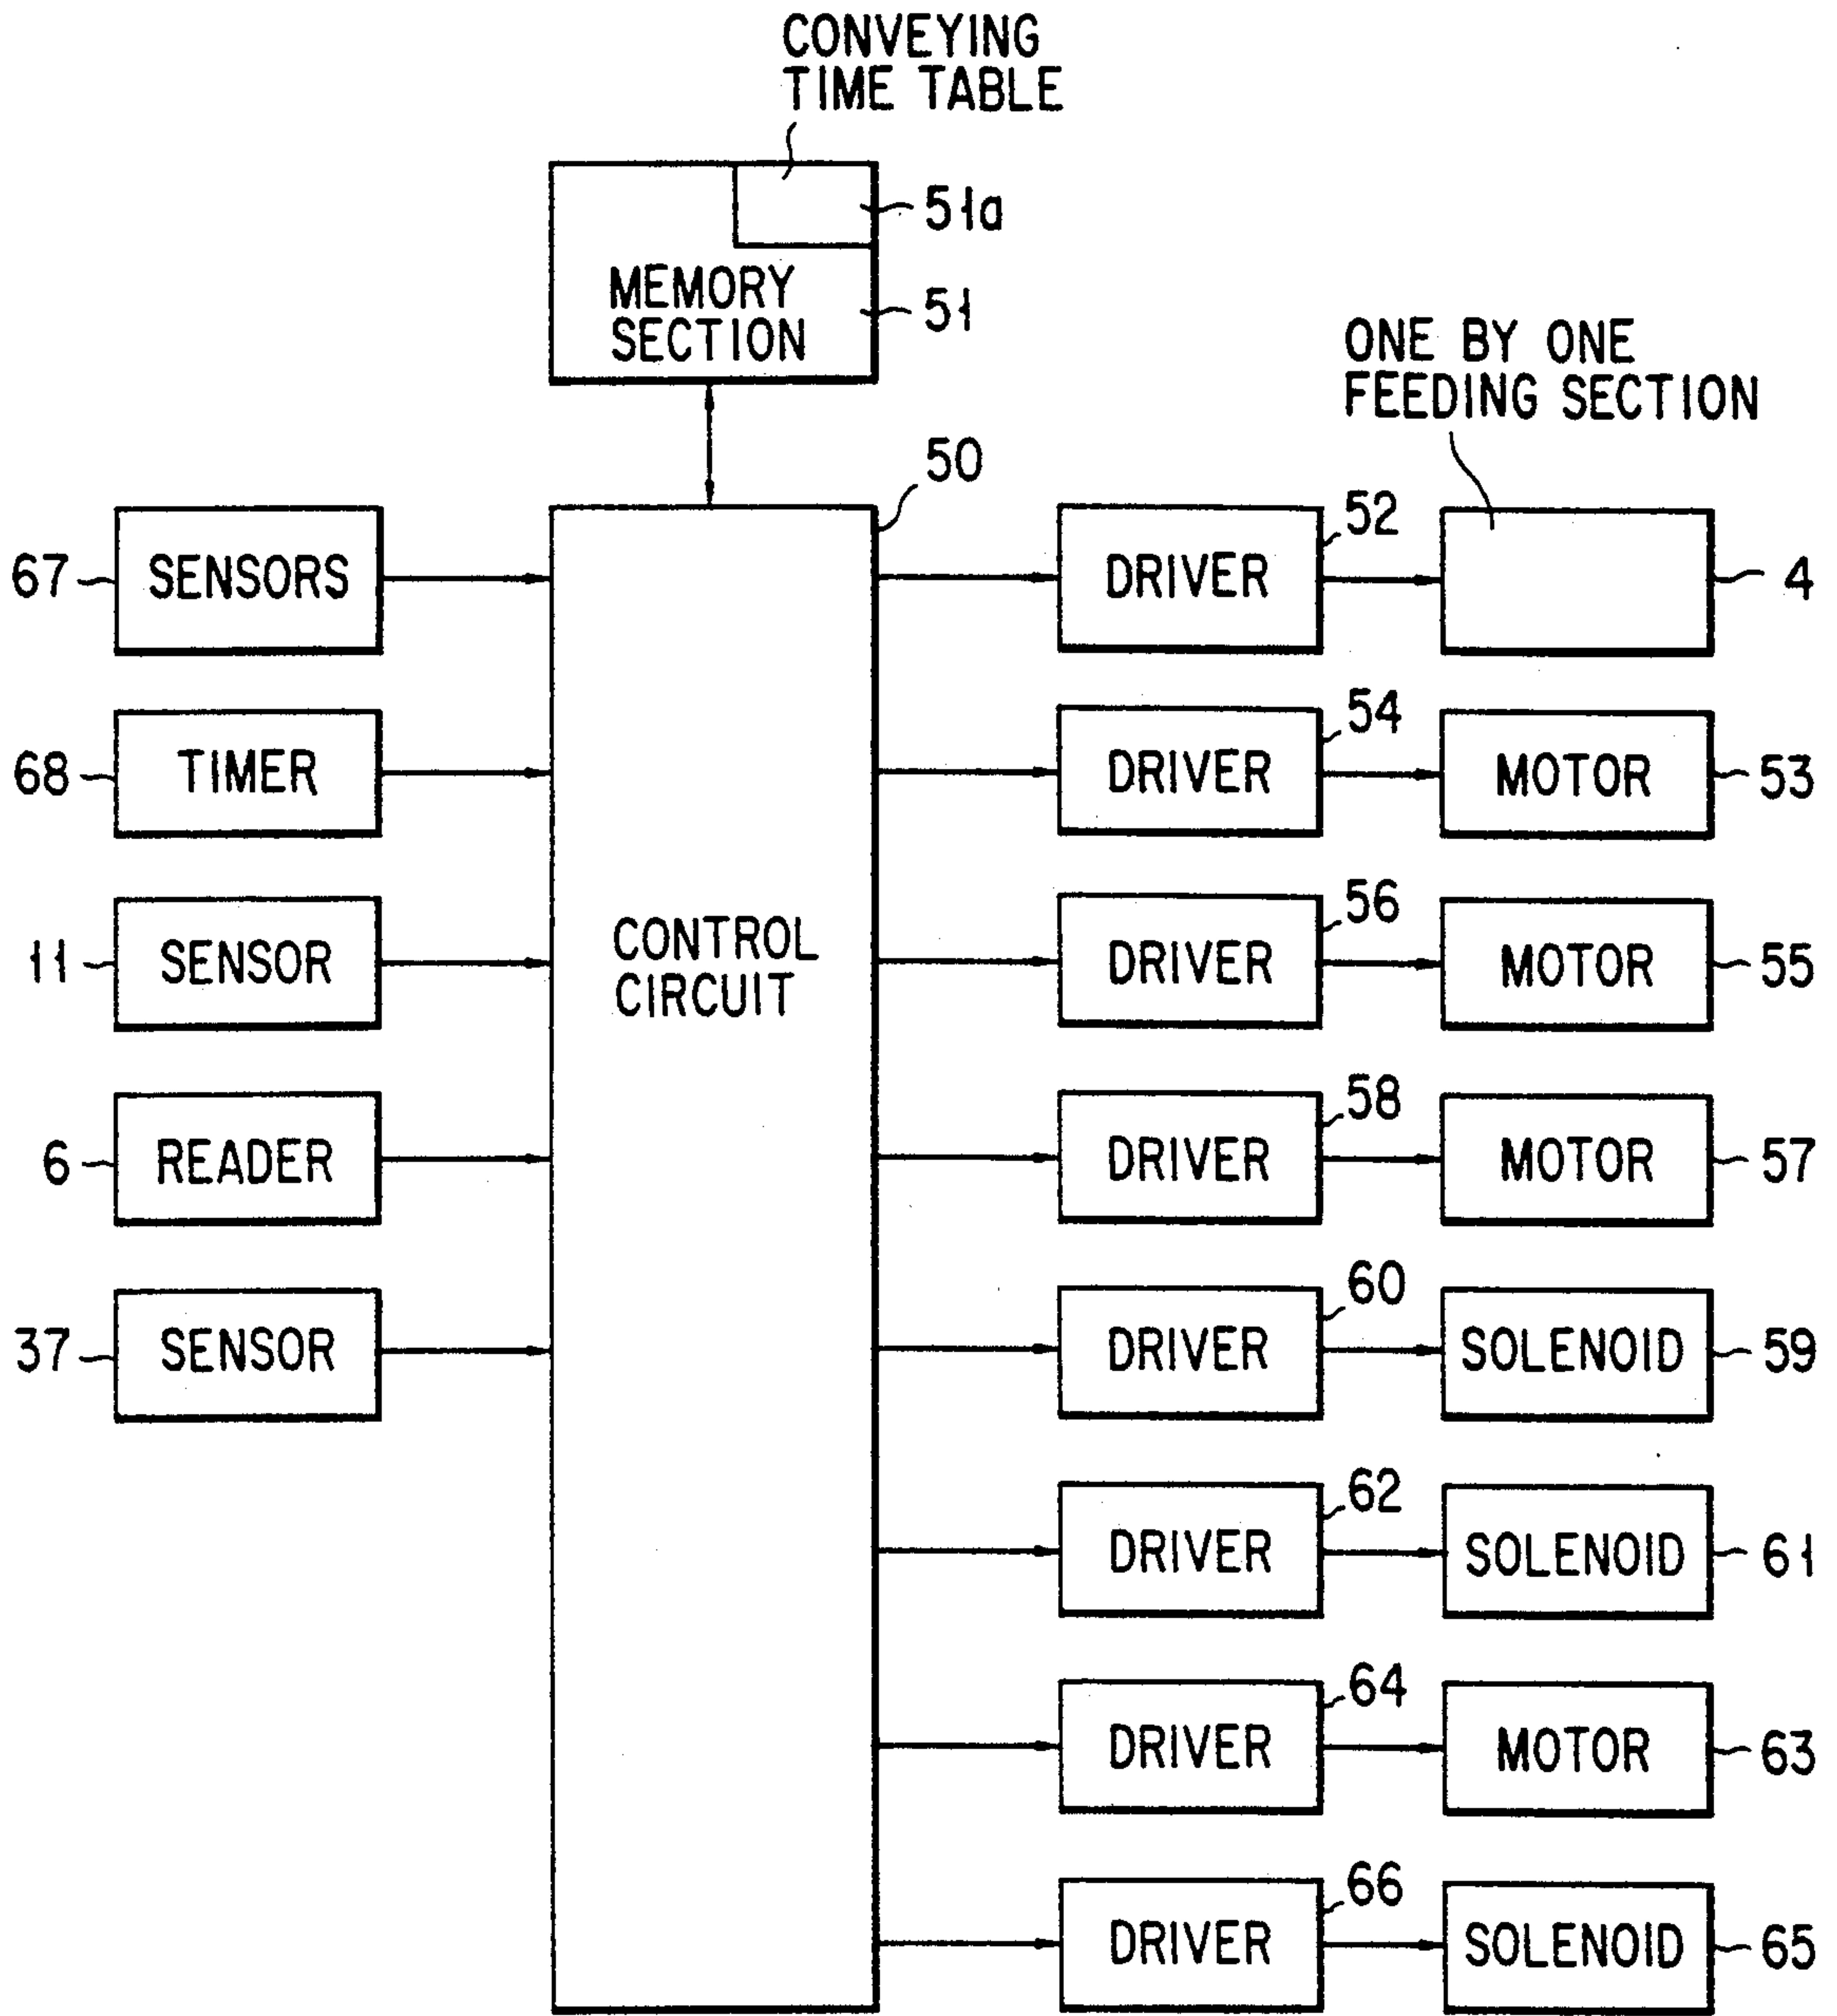 CONVEYING
TIME TABLE
51a
MEMORY
SECTION
51
ONE BY ONE
FEEDING SECTION
50
67 SENSORS
DRIVER 52
4
68 TIMER
DRIVER 54
MOTOR 53
11 SENSOR
CONTROL
CIRCUIT
DRIVER 56
MOTOR 55
6 READER
DRIVER 58
MOTOR 57
37 SENSOR
DRIVER 60
SOLENOID 59
DRIVER 62
SOLENOID 61
DRIVER 64
MOTOR 63
DRIVER 66
SOLENOID 65